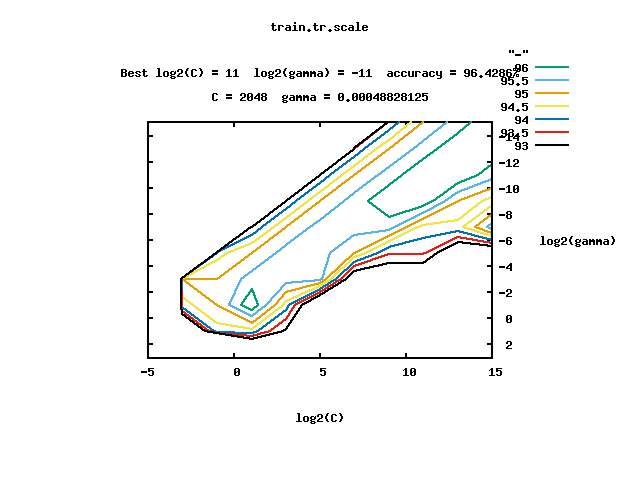 train.tr.scale
"-"
Best log2(C) = 11  log2(gamma) = -11  accuracy = 96.4286%
C = 2048  gamma = 0.00048828125
96
95.5
95
94.5
94
93.5
93
-14
-12
-10
-8
-6
log2(gamma)
-4
-2
0
2
-5 0 5 10 15
log2(C)